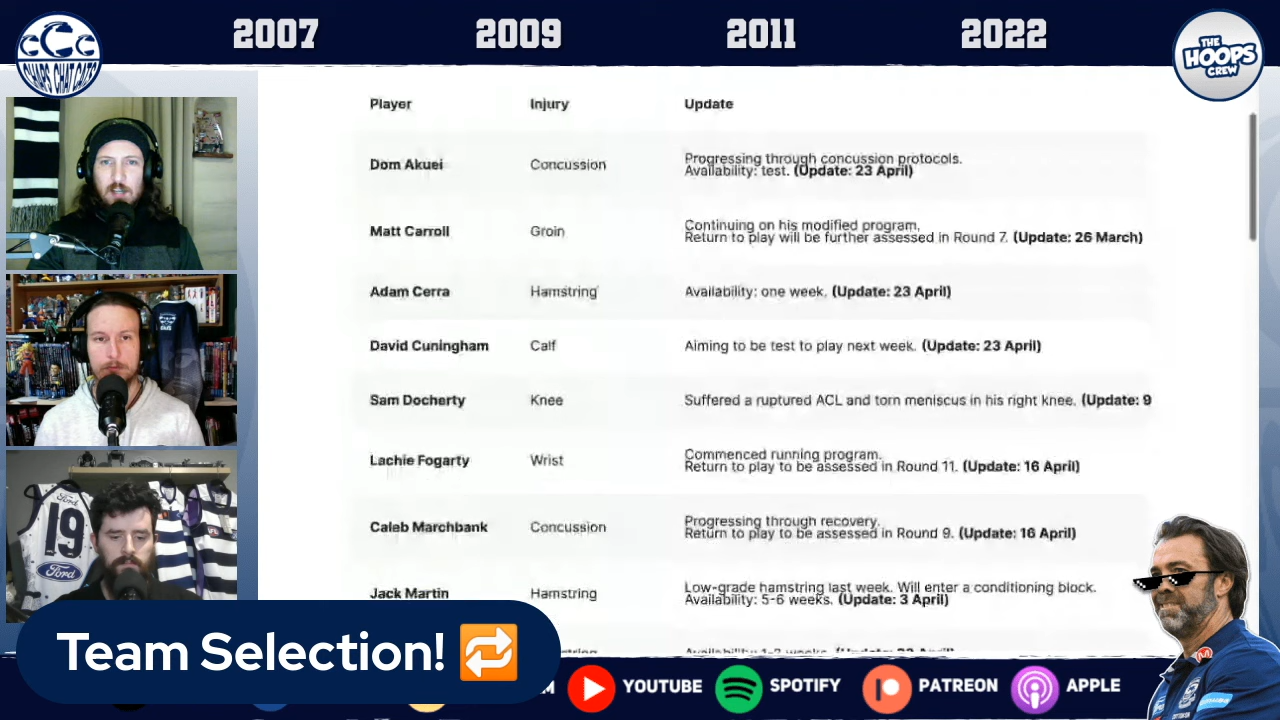 2007 2009 2011 2022
CCC
CHAPS CHAT CATS
THE
HOOPS
CREW
Player Injury Update
Dom Akuei Concussion Progressing through concussion protocols.
Availability: test. (Update: 23 April)
Matt Carroll Groin Continuing on his modified program.
Return to play will be further assessed in Round 7. (Update: 26 March)
Adam Cerra Hamstring Availability: one week. (Update: 23 April)
David Cuningham Calf Aiming to be test to play next week. (Update: 23 April)
Sam Docherty Knee Suffered a ruptured ACL and torn meniscus in his right knee. (Update: 9
Lachie Fogarty Wrist Commenced running program.
Return to play to be assessed in Round 11. (Update: 16 April)
Caleb Marchbank Concussion Progressing through recovery.
Return to play to be assessed in Round 9. (Update: 16 April)
Jack Martin Hamstring Low-grade hamstring last week. Will enter a conditioning block.
Availability: 5-6 weeks. (Update: 3 April)
Ford
19
Ford
Team Selection!
YOUTUBE SPOTIFY PATREON APPLE